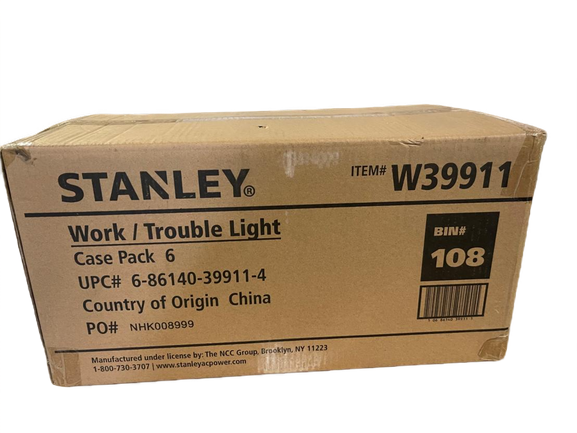 STANLEY®
ITEM# W39911
Work / Trouble Light
Case Pack 6
UPC# 6-86140-39911-4
Country of Origin China
PO# NHK008999
BIN#
108
Manufactured under license by: The NCC Group, Brooklyn, NY 11223
1-800-730-3707 | www.stanleyacpower.com